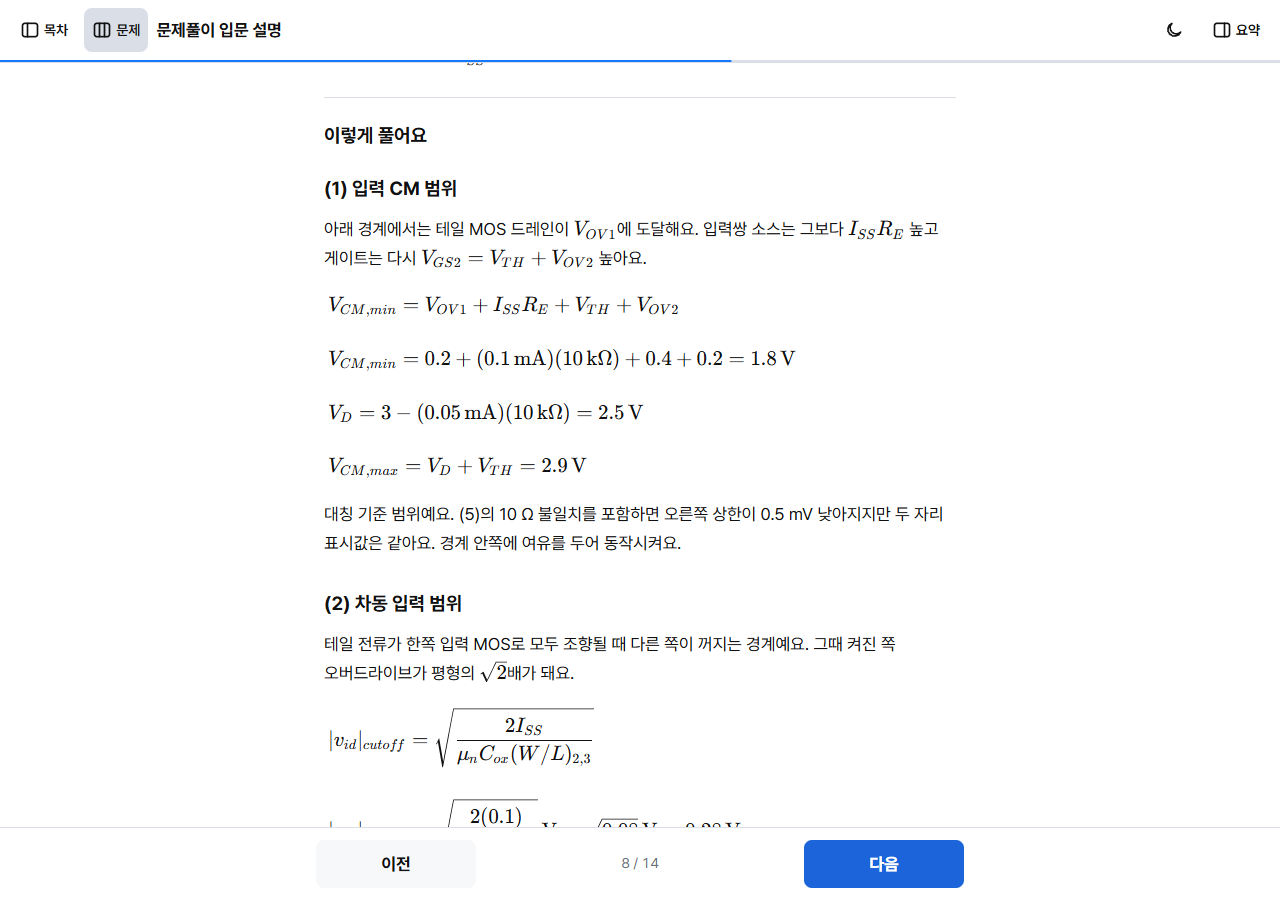 목차 문제 문제풀이 입문 설명 요약
이렇게 풀어요
(1) 입력 CM 범위
아래 경계에서는 테일 MOS 드레인이 V_{OV1}에 도달해요. 입력쌍 소스는 그보다 I_{SS}R_E 높고
게이트는 다시 V_{GS2} = V_{TH} + V_{OV2} 높아요.
V_{CM,min} = V_{OV1} + I_{SS}R_E + V_{TH} + V_{OV2}
V_{CM,min} = 0.2 + (0.1 mA)(10 kΩ) + 0.4 + 0.2 = 1.8 V
V_D = 3 − (0.05 mA)(10 kΩ) = 2.5 V
V_{CM,max} = V_D + V_{TH} = 2.9 V
대칭 기준 범위예요. (5)의 10 Ω 불일치를 포함하면 오른쪽 상한이 0.5 mV 낮아지지만 두 자리
표시값은 같아요. 경계 안쪽에 여유를 두어 동작시켜요.
(2) 차동 입력 범위
테일 전류가 한쪽 입력 MOS로 모두 조향될 때 다른 쪽이 꺼지는 경계예요. 그때 켜진 쪽
오버드라이브가 평형의 √2배가 돼요.
|v_{id}|_{cutoff} = √(2I_{SS} / μ_nC_{ox}(W/L)_{2,3})
2(0.1)
이전 8 / 14 다음